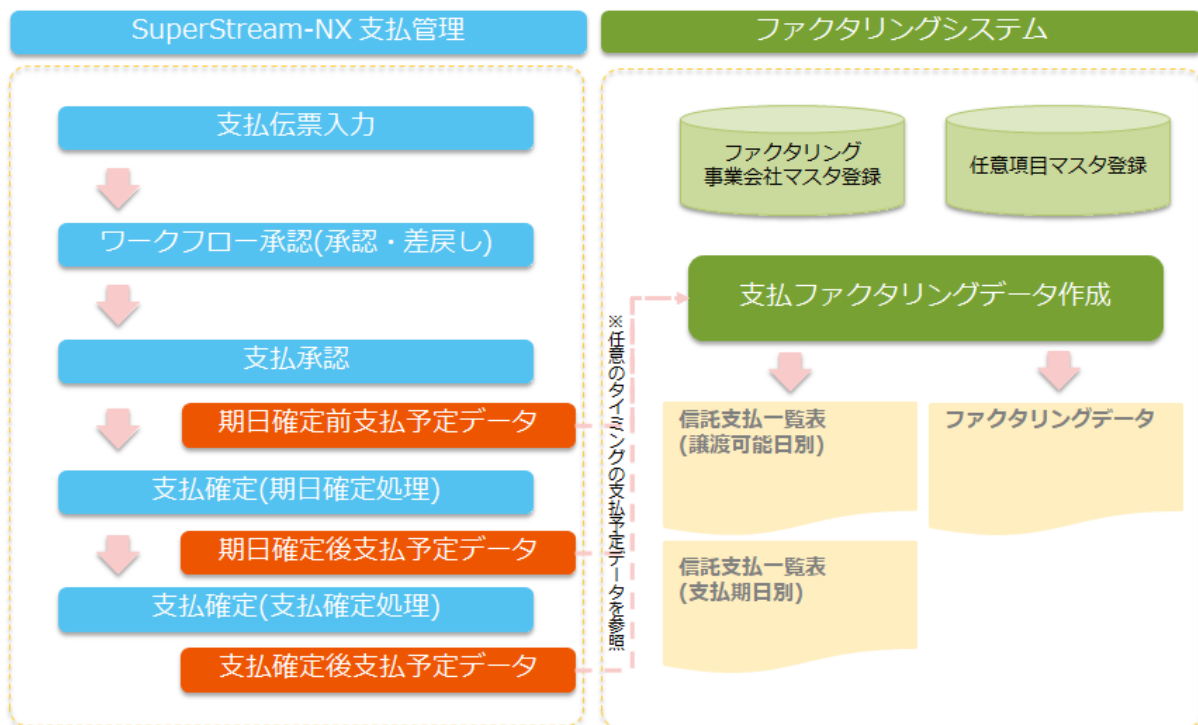 SuperStream-NX 支払管理
支払伝票入力
ワークフロー承認(承認・差戻し)
支払承認
期日確定前支払予定データ
支払確定(期日確定処理)
期日確定後支払予定データ
支払確定(支払確定処理)
支払確定後支払予定データ
※任意のタイミングの支払予定データを参照
ファクタリングシステム
ファクタリング
事業会社マスタ登録
任意項目マスタ登録
支払ファクタリングデータ作成
信託支払一覧表
(譲渡可能日別)
ファクタリングデータ
信託支払一覧表
(支払期日別)